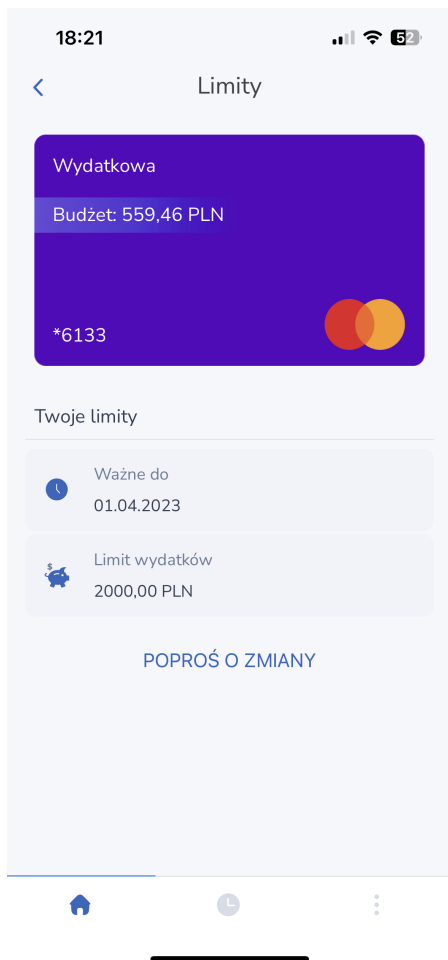 18:21
52
Limity
Wydatkowa
Budżet: 559,46 PLN
*6133
Twoje limity
Ważne do
01.04.2023
$
Limit wydatków
2000,00 PLN
POPROŚ O ZMIANY